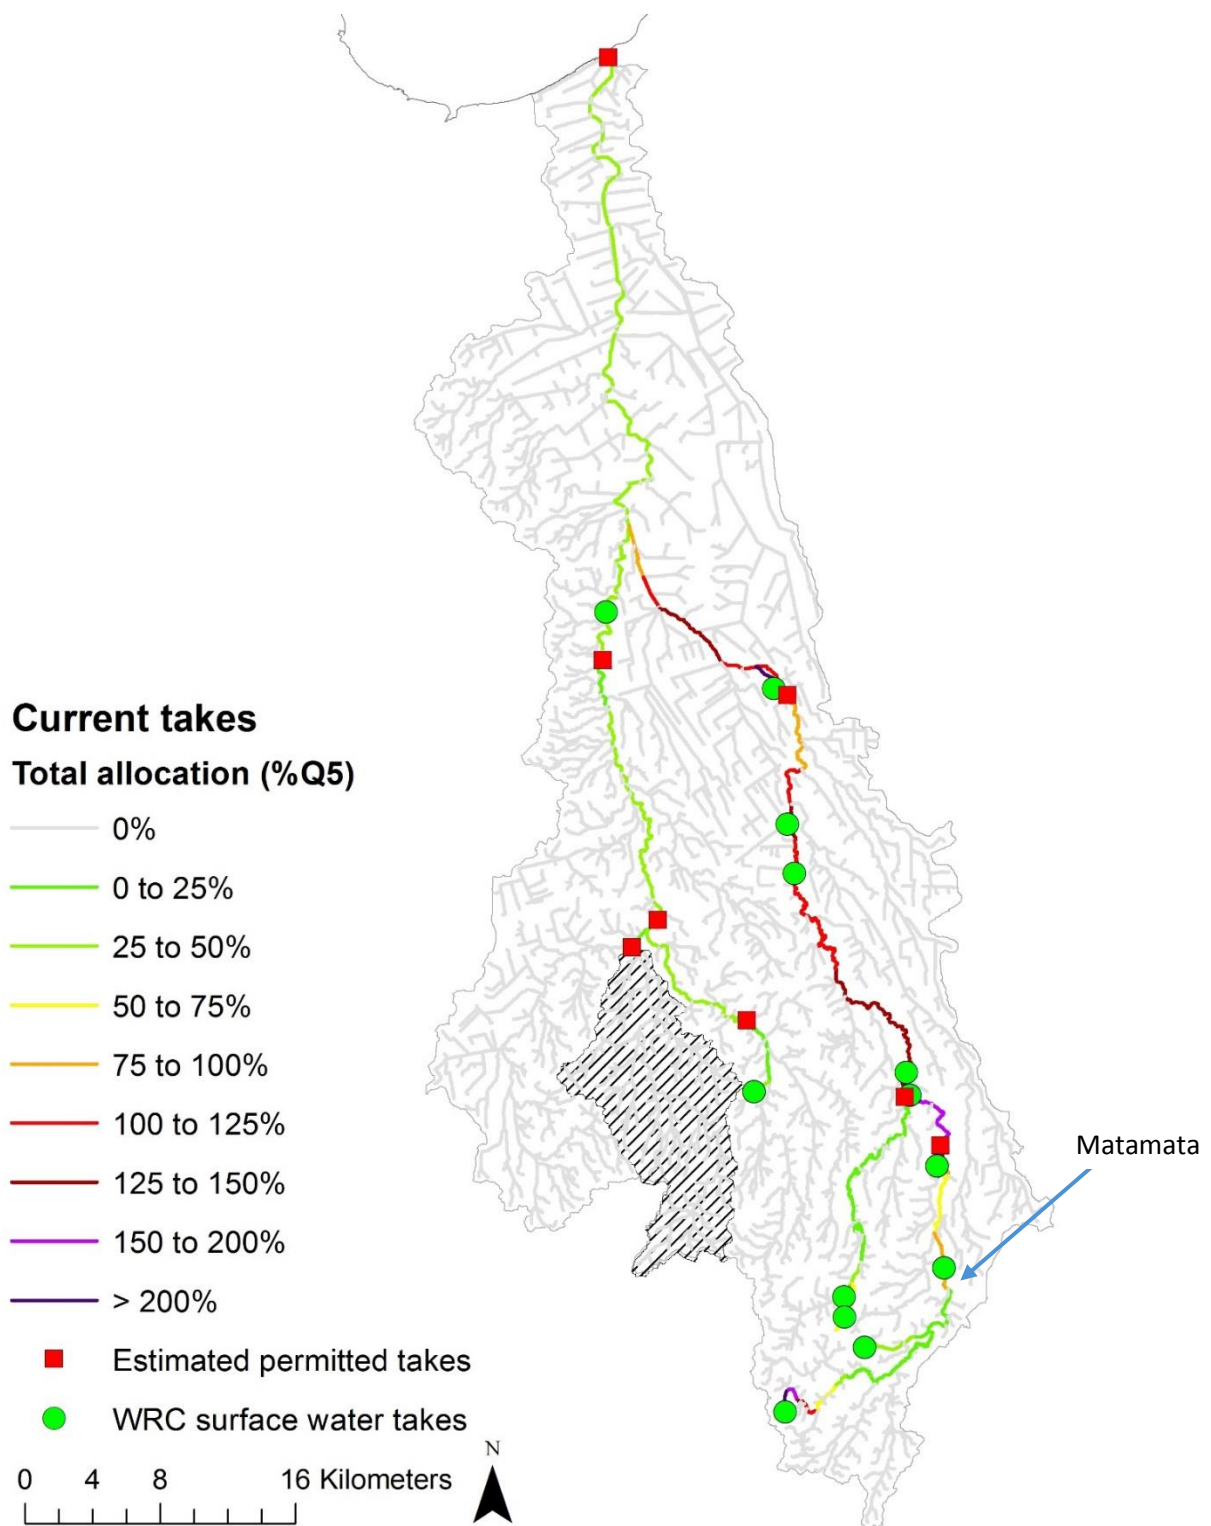 Current takes
Total allocation (%Q5)
0%
0 to 25%
25 to 50%
50 to 75%
75 to 100%
100 to 125%
125 to 150%
150 to 200%
> 200%
Estimated permitted takes
WRC surface water takes
0 4 8 16 Kilometers
N
Matamata